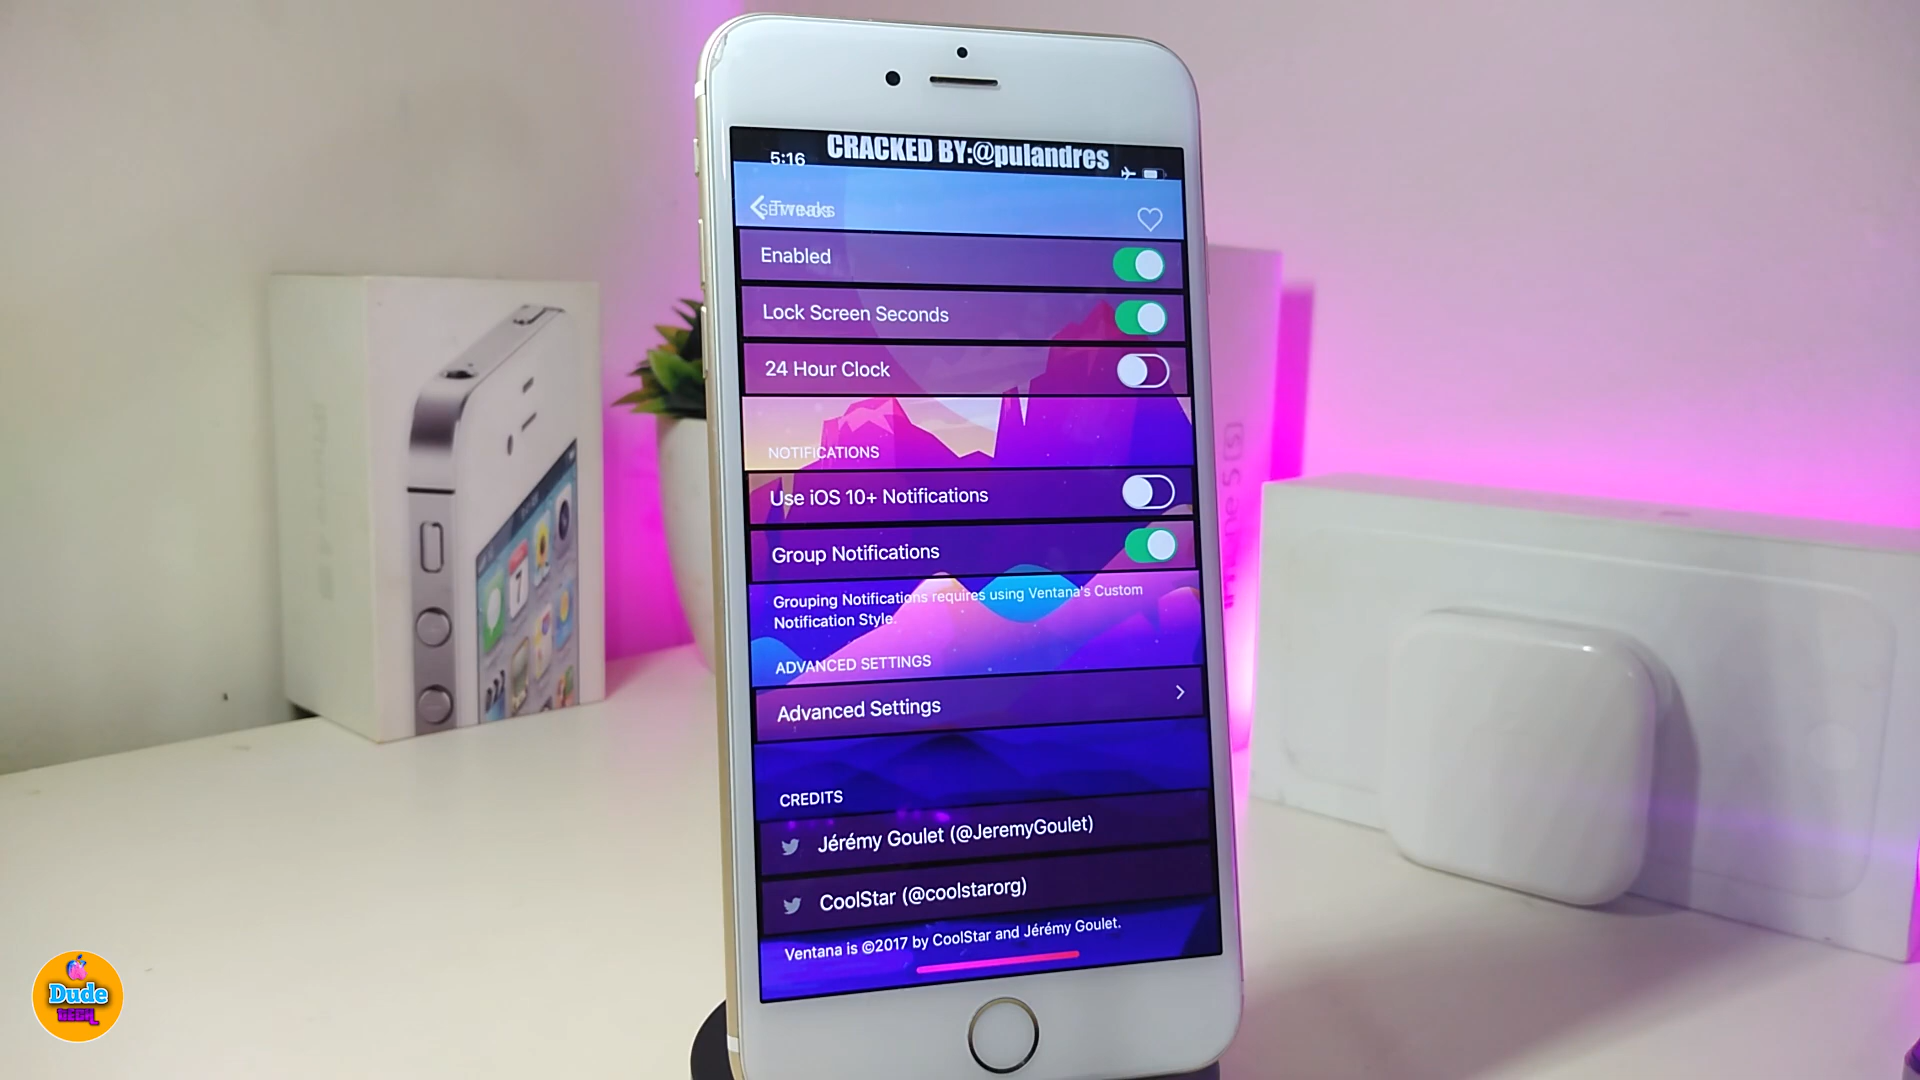 CRACKED BY:@pulandres
5:16
Tweaks
Enabled
Lock Screen Seconds
24 Hour Clock
NOTIFICATIONS
Use iOS 10+ Notifications
Group Notifications
Grouping Notifications requires using Ventana's Custom
Notification Style.
ADVANCED SETTINGS
Advanced Settings
CREDITS
Jérémy Goulet (@JeremyGoulet)
CoolStar (@coolstarorg)
Ventana is ©2017 by CoolStar and Jérémy Goulet.
Dude
TECH